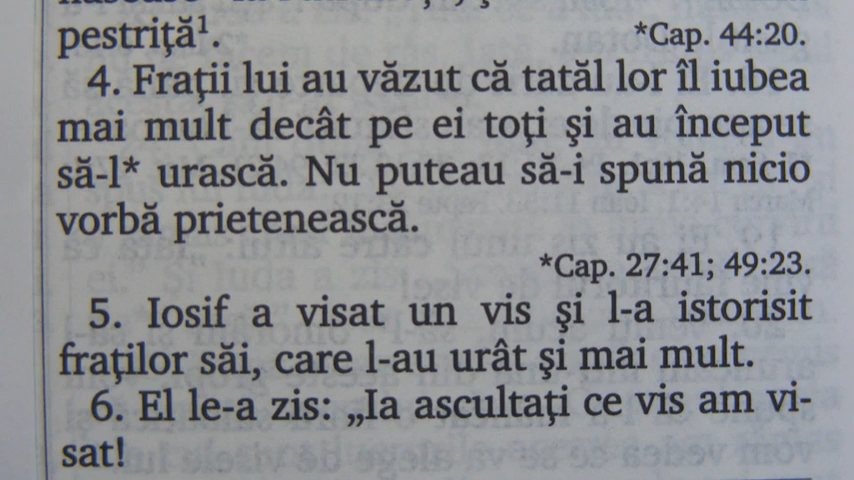 pestriţă¹. *Cap. 44:20.
4. Fraţii lui au văzut că tatăl lor îl iubea
mai mult decât pe ei toţi şi au început
să-l* urască. Nu puteau să-i spună nicio
vorbă prietenească.
*Cap. 27:41; 49:23.
5. Iosif a visat un vis şi l-a istorisit
fraţilor săi, care l-au urât şi mai mult.
6. El le-a zis: „Ia ascultaţi ce vis am vi-
sat!